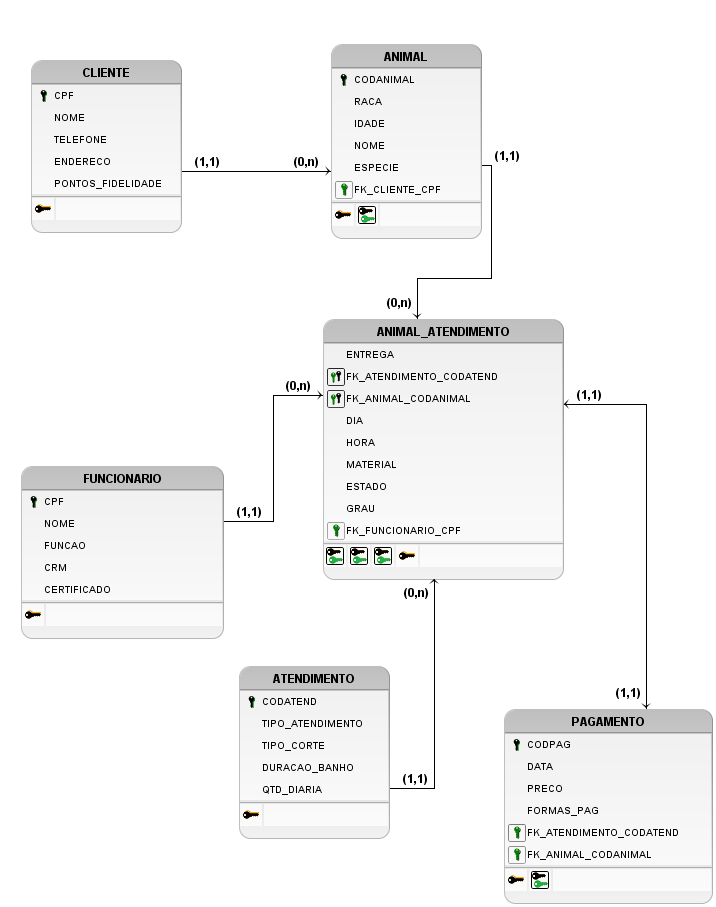 CLIENTE
CPF
NOME
TELEFONE
ENDERECO
PONTOS_FIDELIDADE
(1,1)
(0,n)
ANIMAL
CODANIMAL
RACA
IDADE
NOME
ESPECIE
FK_CLIENTE_CPF
(1,1)
(0,n)
ANIMAL_ATENDIMENTO
ENTREGA
FK_ATENDIMENTO_CODATEND
FK_ANIMAL_CODANIMAL
DIA
HORA
MATERIAL
ESTADO
GRAU
FK_FUNCIONARIO_CPF
(0,n)
(1,1)
FUNCIONARIO
CPF
NOME
FUNCAO
CRM
CERTIFICADO
(1,1)
(0,n)
ATENDIMENTO
CODATEND
TIPO_ATENDIMENTO
TIPO_CORTE
DURACAO_BANHO
QTD_DIARIA
(1,1)
(1,1)
PAGAMENTO
CODPAG
DATA
PRECO
FORMAS_PAG
FK_ATENDIMENTO_CODATEND
FK_ANIMAL_CODANIMAL